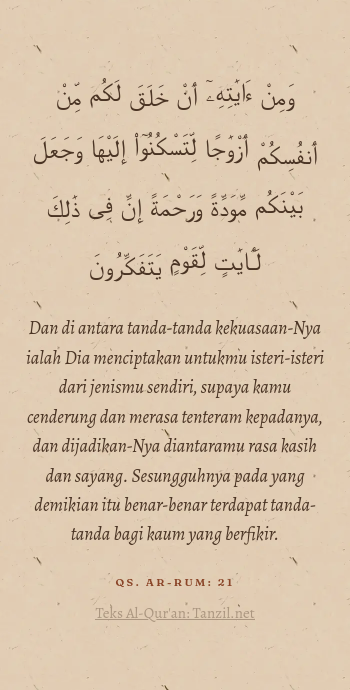 وَمِنْ ءَايَٰتِهِۦٓ أَنْ خَلَقَ لَكُم مِّنْ
أَنفُسِكُمْ أَزْوَٰجًا لِّتَسْكُنُوٓا۟ إِلَيْهَا وَجَعَلَ
بَيْنَكُم مَّوَدَّةً وَرَحْمَةً إِنَّ فِى ذَٰلِكَ
لَـَٔايَٰتٍ لِّقَوْمٍ يَتَفَكَّرُونَ
Dan di antara tanda-tanda kekuasaan-Nya
ialah Dia menciptakan untukmu isteri-isteri
dari jenismu sendiri, supaya kamu
cenderung dan merasa tenteram kepadanya,
dan dijadikan-Nya diantaramu rasa kasih
dan sayang. Sesungguhnya pada yang
demikian itu benar-benar terdapat tanda-
tanda bagi kaum yang berfikir.
QS. AR-RUM: 21
Teks Al-Qur'an: Tanzil.net